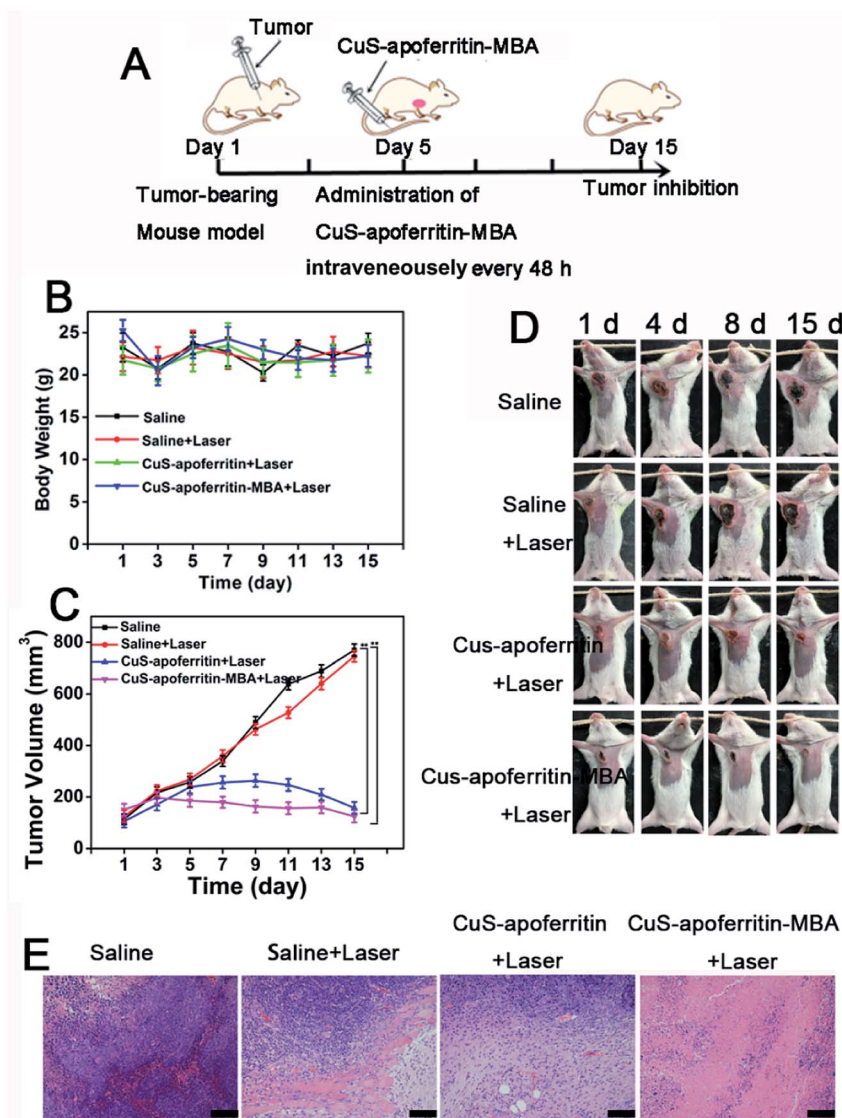 A
Tumor
CuS-apoferritin-MBA
Day 1
Day 5
Day 15
Tumor-bearing
Mouse model
Administration of
CuS-apoferritin-MBA
intraveneousely every 48 h
Tumor inhibition
B
25
20
15
10
5
0
Body Weight (g)
Saline
Saline+Laser
CuS-apoferritin+Laser
CuS-apoferritin-MBA+Laser
1 3 5 7 9 11 13 15
Time (day)
C
800
600
400
200
0
Tumor Volume (mm³)
Saline
Saline+Laser
CuS-apoferritin+Laser
CuS-apoferritin-MBA+Laser
** **
1 3 5 7 9 11 13 15
Time (day)
D
1 d 4 d 8 d 15 d
Saline
Saline
+Laser
Cus-apoferritin
+Laser
Cus-apoferritin-MBA
+Laser
E
Saline
Saline+Laser
CuS-apoferritin
+Laser
CuS-apoferritin-MBA
+Laser